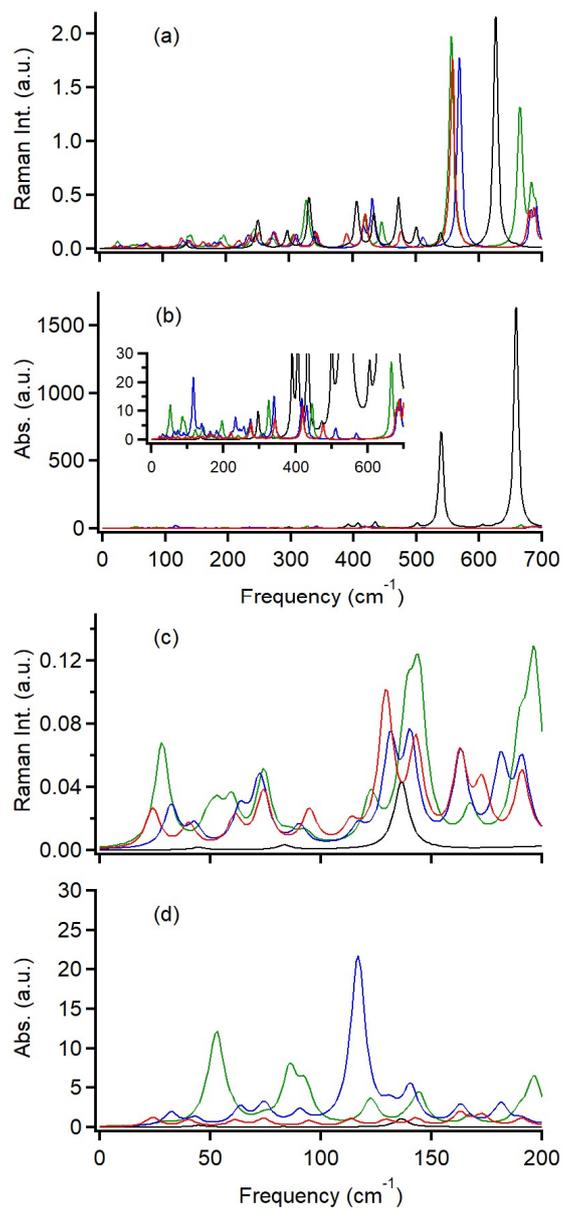 (a)
Raman Int. (a.u.)
2.0
1.5
1.0
0.5
0.0
(b)
Abs. (a.u.)
1500
1000
500
0
30
20
10
0
0 200 400 600
0 100 200 300 400 500 600 700
Frequency (cm-1)
(c)
Raman Int. (a.u.)
0.12
0.08
0.04
0.00
(d)
Abs. (a.u.)
30
25
20
15
10
5
0
0 50 100 150 200
Frequency (cm-1)